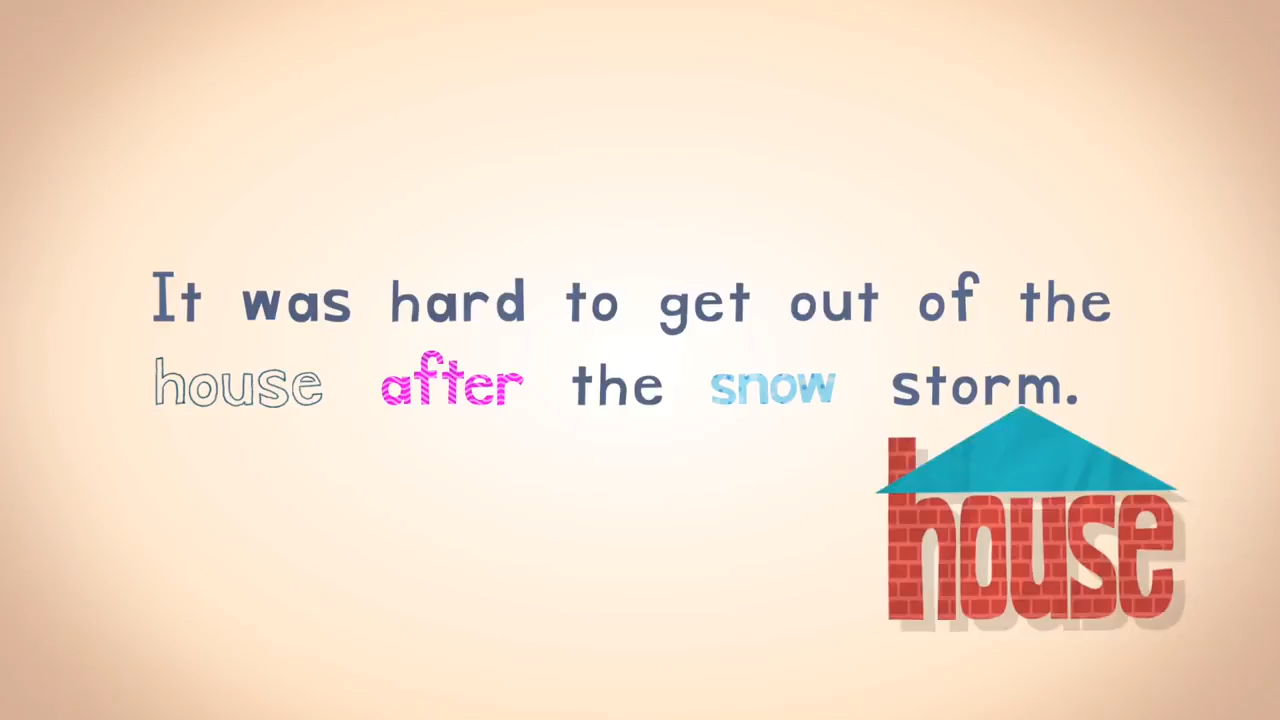 It was hard to get out of the
house after the snow storm.
house